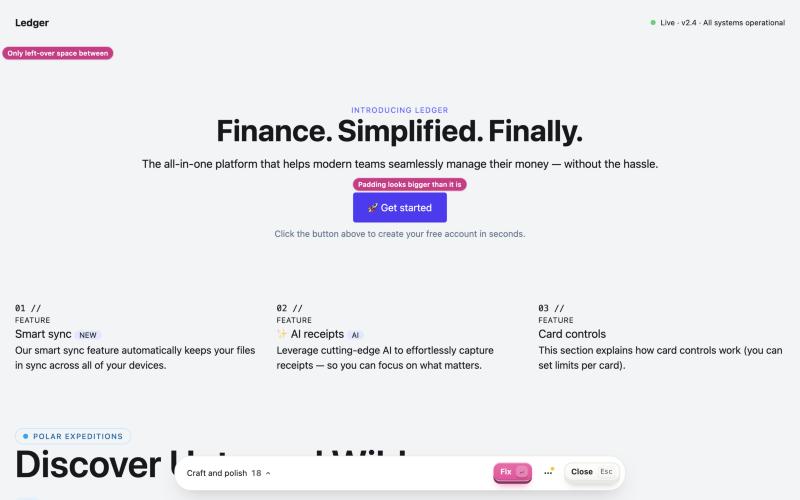 Ledger
Live · v2.4 · All systems operational
Only left-over space between
INTRODUCING LEDGER
Finance. Simplified. Finally.
The all-in-one platform that helps modern teams seamlessly manage their money — without the hassle.
Padding looks bigger than it is
🚀 Get started
Click the button above to create your free account in seconds.
01 //
FEATURE
Smart sync NEW
Our smart sync feature automatically keeps your files
in sync across all of your devices.
02 //
FEATURE
✨ AI receipts AI
Leverage cutting-edge AI to effortlessly capture
receipts — so you can focus on what matters.
03 //
FEATURE
Card controls
This section explains how card controls work (you can
set limits per card).
POLAR EXPEDITIONS
Discover
Craft and polish 18
Fix ↵
···
Close Esc